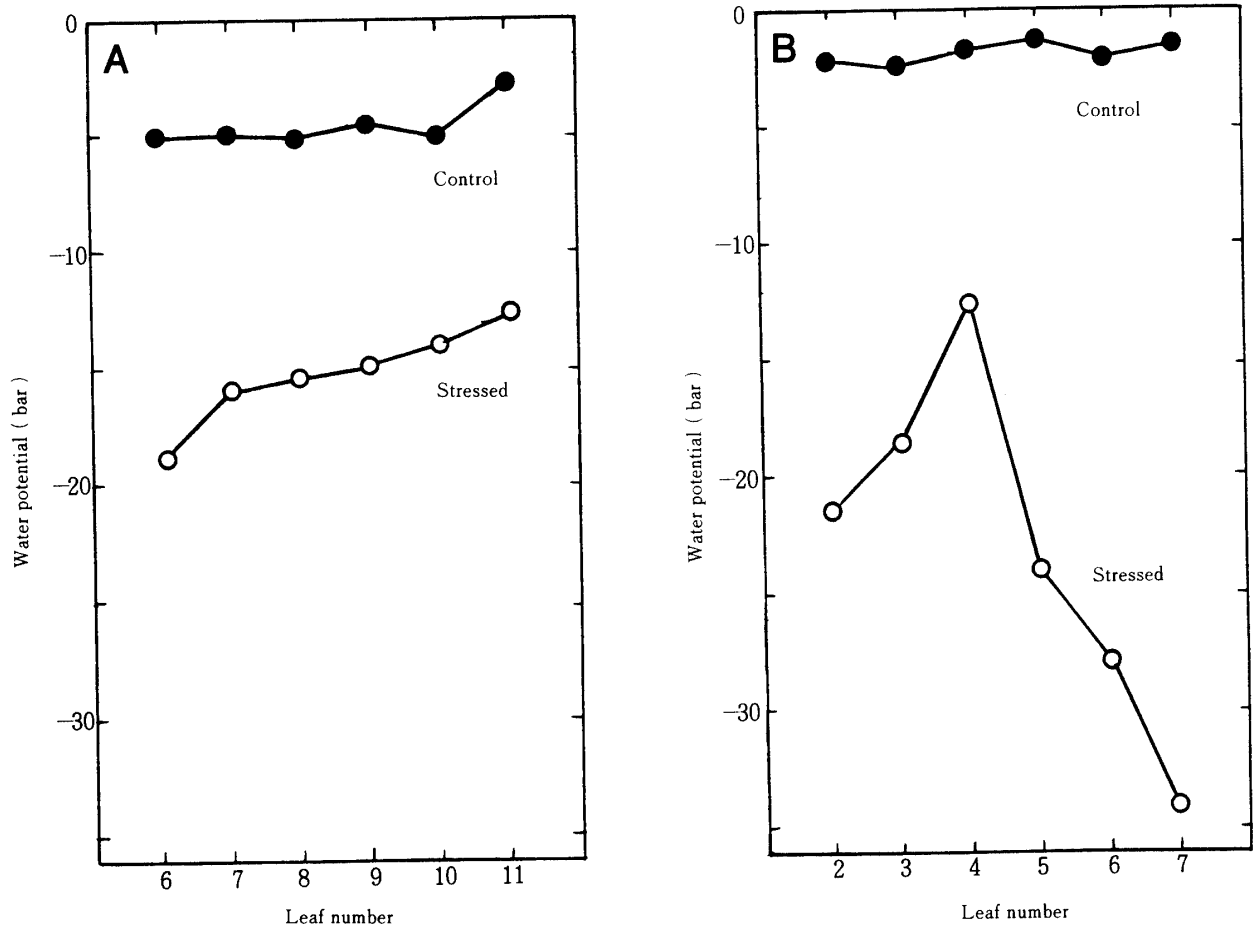 A
0
−10
−20
−30
Water potential ( bar )
Control
Stressed
6 7 8 9 10 11
Leaf number
B
0
−10
−20
−30
Water potential ( bar )
Control
Stressed
2 3 4 5 6 7
Leaf number